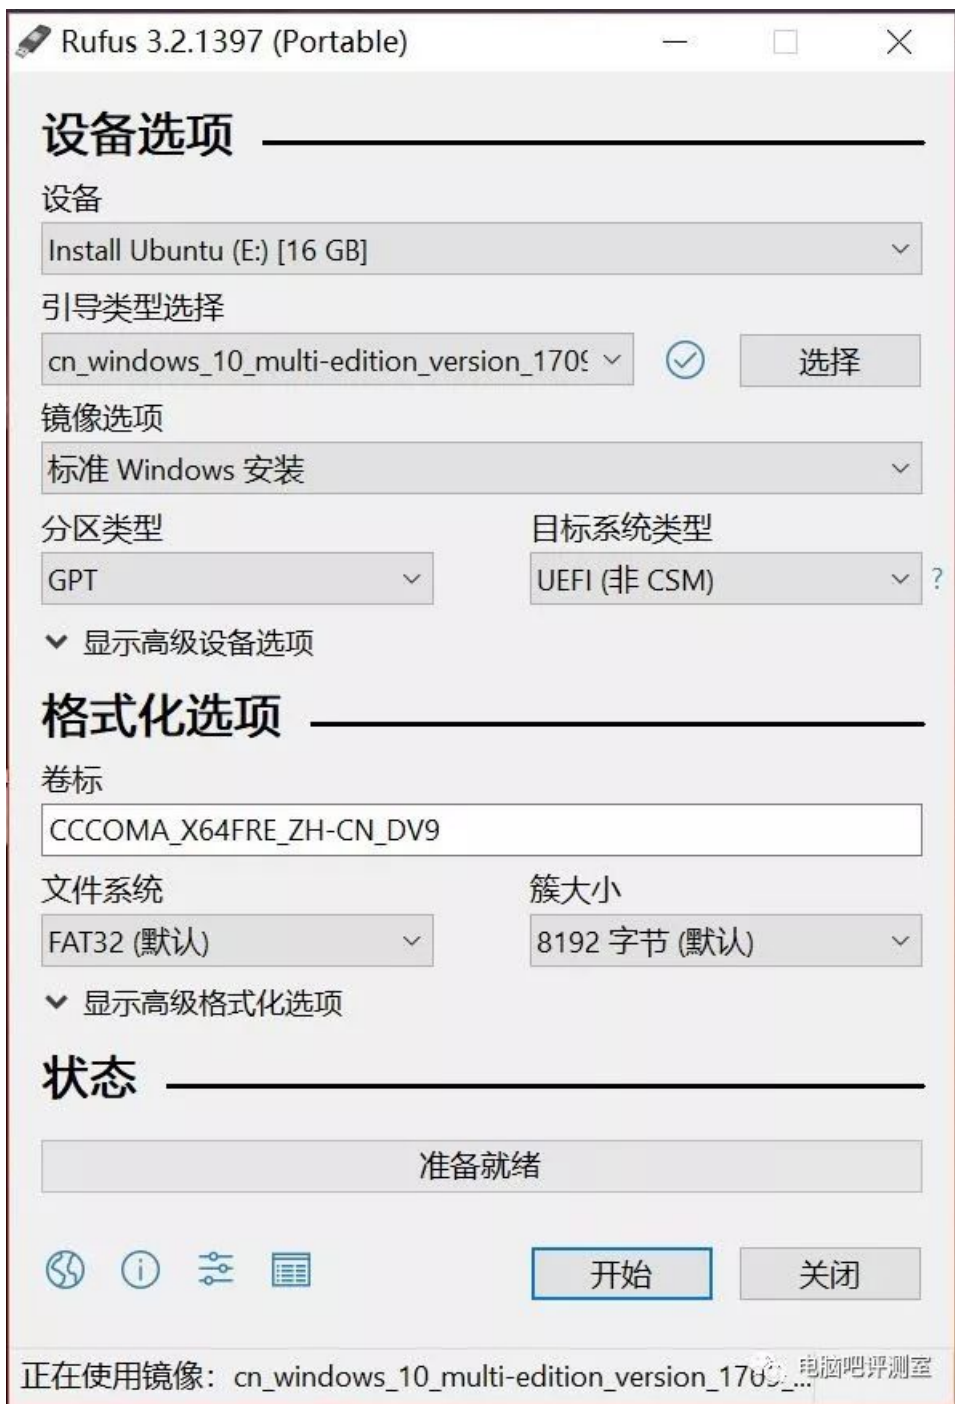 Rufus 3.2.1397 (Portable)
设备选项
设备
Install Ubuntu (E:) [16 GB]
引导类型选择
cn_windows_10_multi-edition_version_1709
选择
镜像选项
标准 Windows 安装
分区类型
目标系统类型
GPT
UEFI (非 CSM)
?
显示高级设备选项
格式化选项
卷标
CCCOMA_X64FRE_ZH-CN_DV9
文件系统
簇大小
FAT32 (默认)
8192 字节 (默认)
显示高级格式化选项
状态
准备就绪
开始
关闭
正在使用镜像：cn_windows_10_multi-edition_version_1709_...
电脑吧评测室